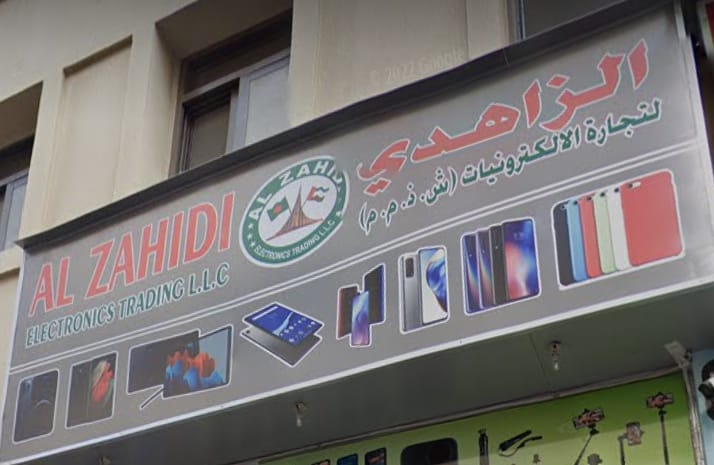 © 2022 Google
الزاهدي
لتجارة الالكترونيات (ش. ذ. م. م)
AL ZAHIDI
ELECTRONICS TRADING L.L.C
AL ZAHIDI
ELECTRONICS TRADING L.L.C